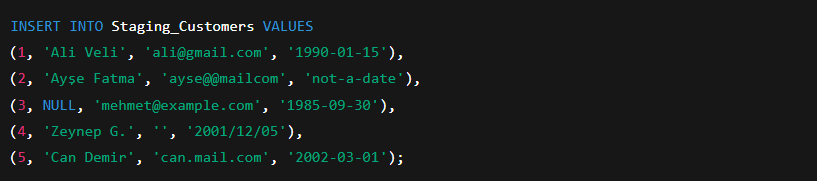 INSERT INTO Staging_Customers VALUES
(1, 'Ali Veli', 'ali@gmail.com', '1990-01-15'),
(2, 'Ayşe Fatma', 'ayse@@mailcom', 'not-a-date'),
(3, NULL, 'mehmet@example.com', '1985-09-30'),
(4, 'Zeynep G.', '', '2001/12/05'),
(5, 'Can Demir', 'can.mail.com', '2002-03-01');